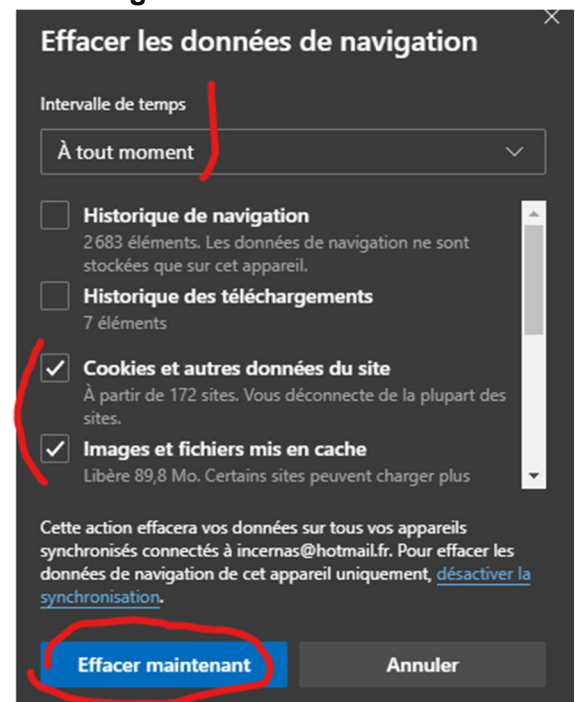 Effacer les données de navigation
Intervalle de temps
À tout moment
Historique de navigation
2 683 éléments. Les données de navigation ne sont
stockées que sur cet appareil.
Historique des téléchargements
7 éléments
Cookies et autres données du site
À partir de 172 sites. Vous déconnecte de la plupart des
sites.
Images et fichiers mis en cache
Libère 89,8 Mo. Certains sites peuvent charger plus
Cette action effacera vos données sur tous vos appareils
synchronisés connectés à incernas@hotmail.fr. Pour effacer les
données de navigation de cet appareil uniquement, désactiver la
synchronisation.
Effacer maintenant
Annuler